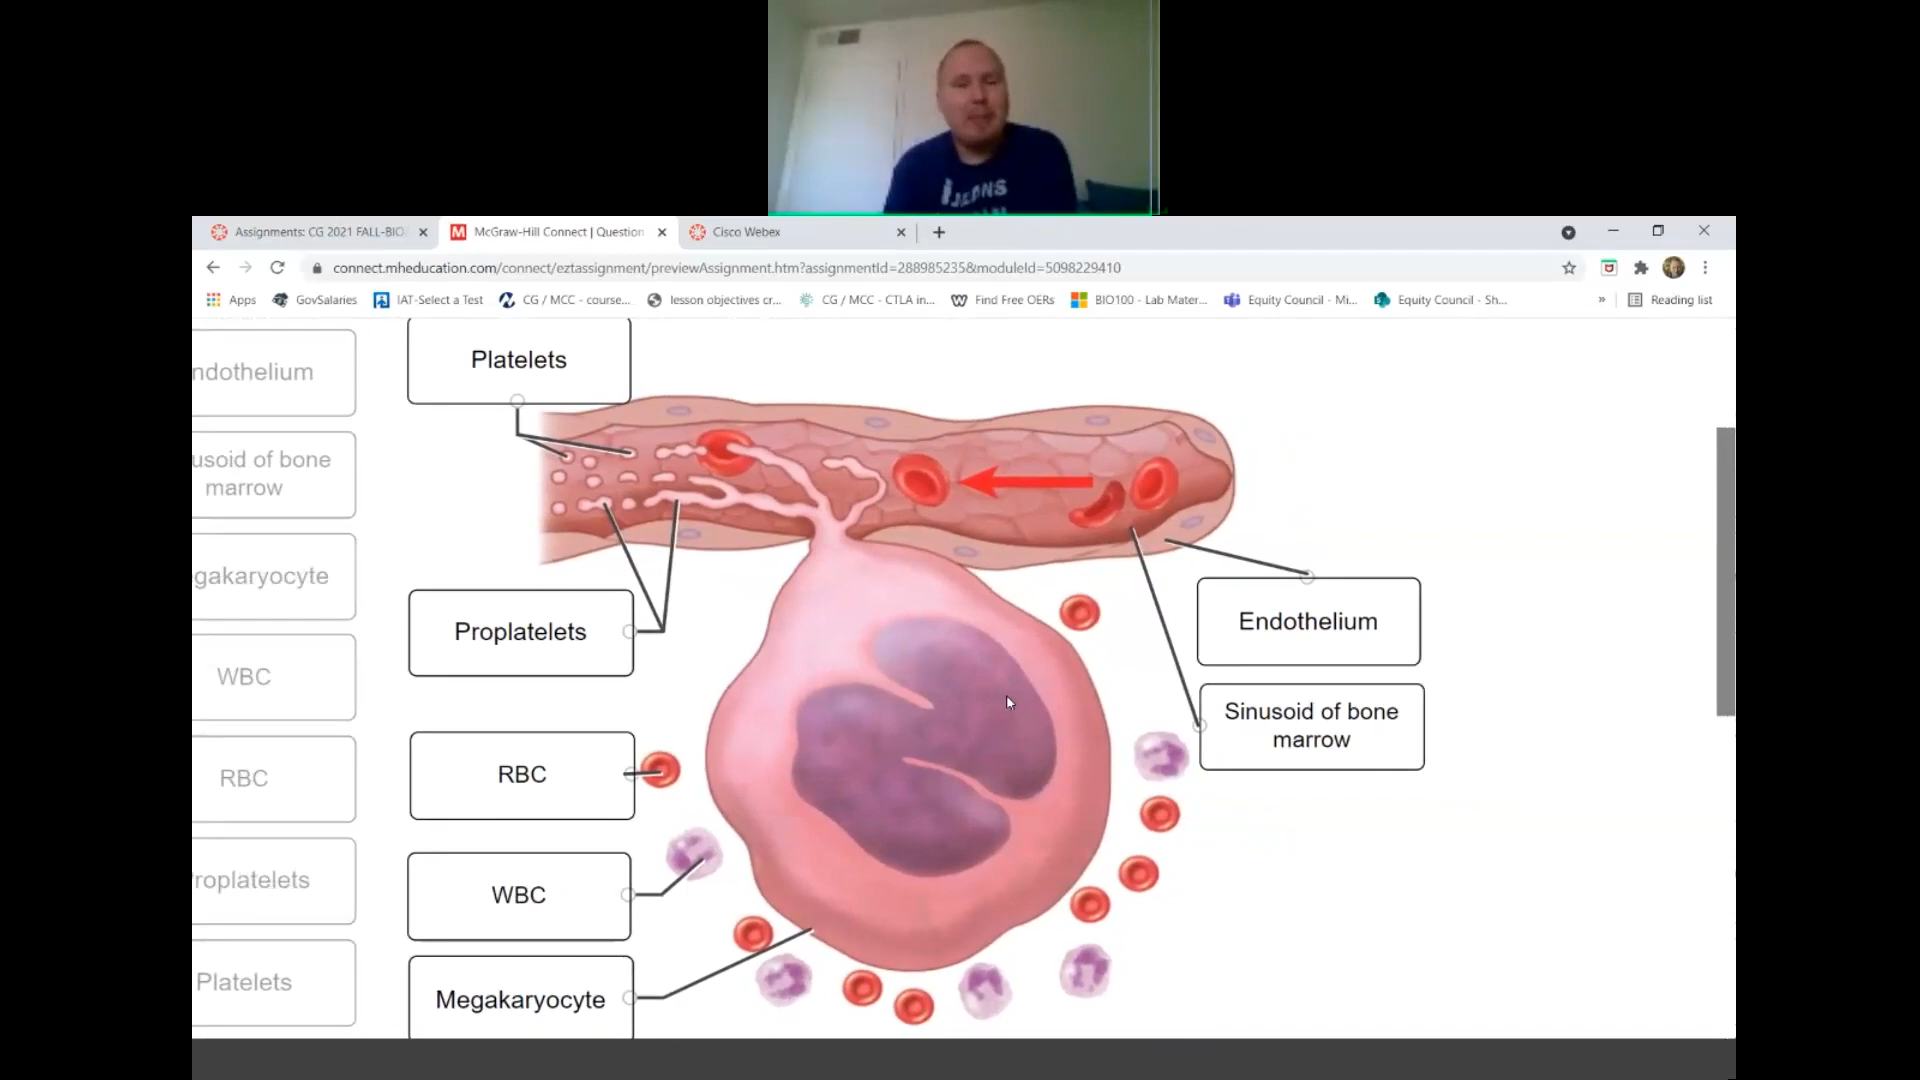 Assignments: CG 2021 FALL-BIO
McGraw-Hill Connect | Question
Cisco Webex
connect.mheducation.com/connect/eztassignment/previewAssignment.htm?assignmentId=288985235&moduleId=5098229410
Apps
GovSalaries
IAT-Select a Test
CG / MCC - course...
lesson objectives cr...
CG / MCC - CTLA in...
Find Free OERs
BIO100 - Lab Mater...
Equity Council - Mi...
Equity Council - Sh...
»
Reading list
ndothelium
usoid of bone
marrow
gakaryocyte
WBC
RBC
roplatelets
Platelets
Platelets
Proplatelets
RBC
WBC
Megakaryocyte
Endothelium
Sinusoid of bone
marrow